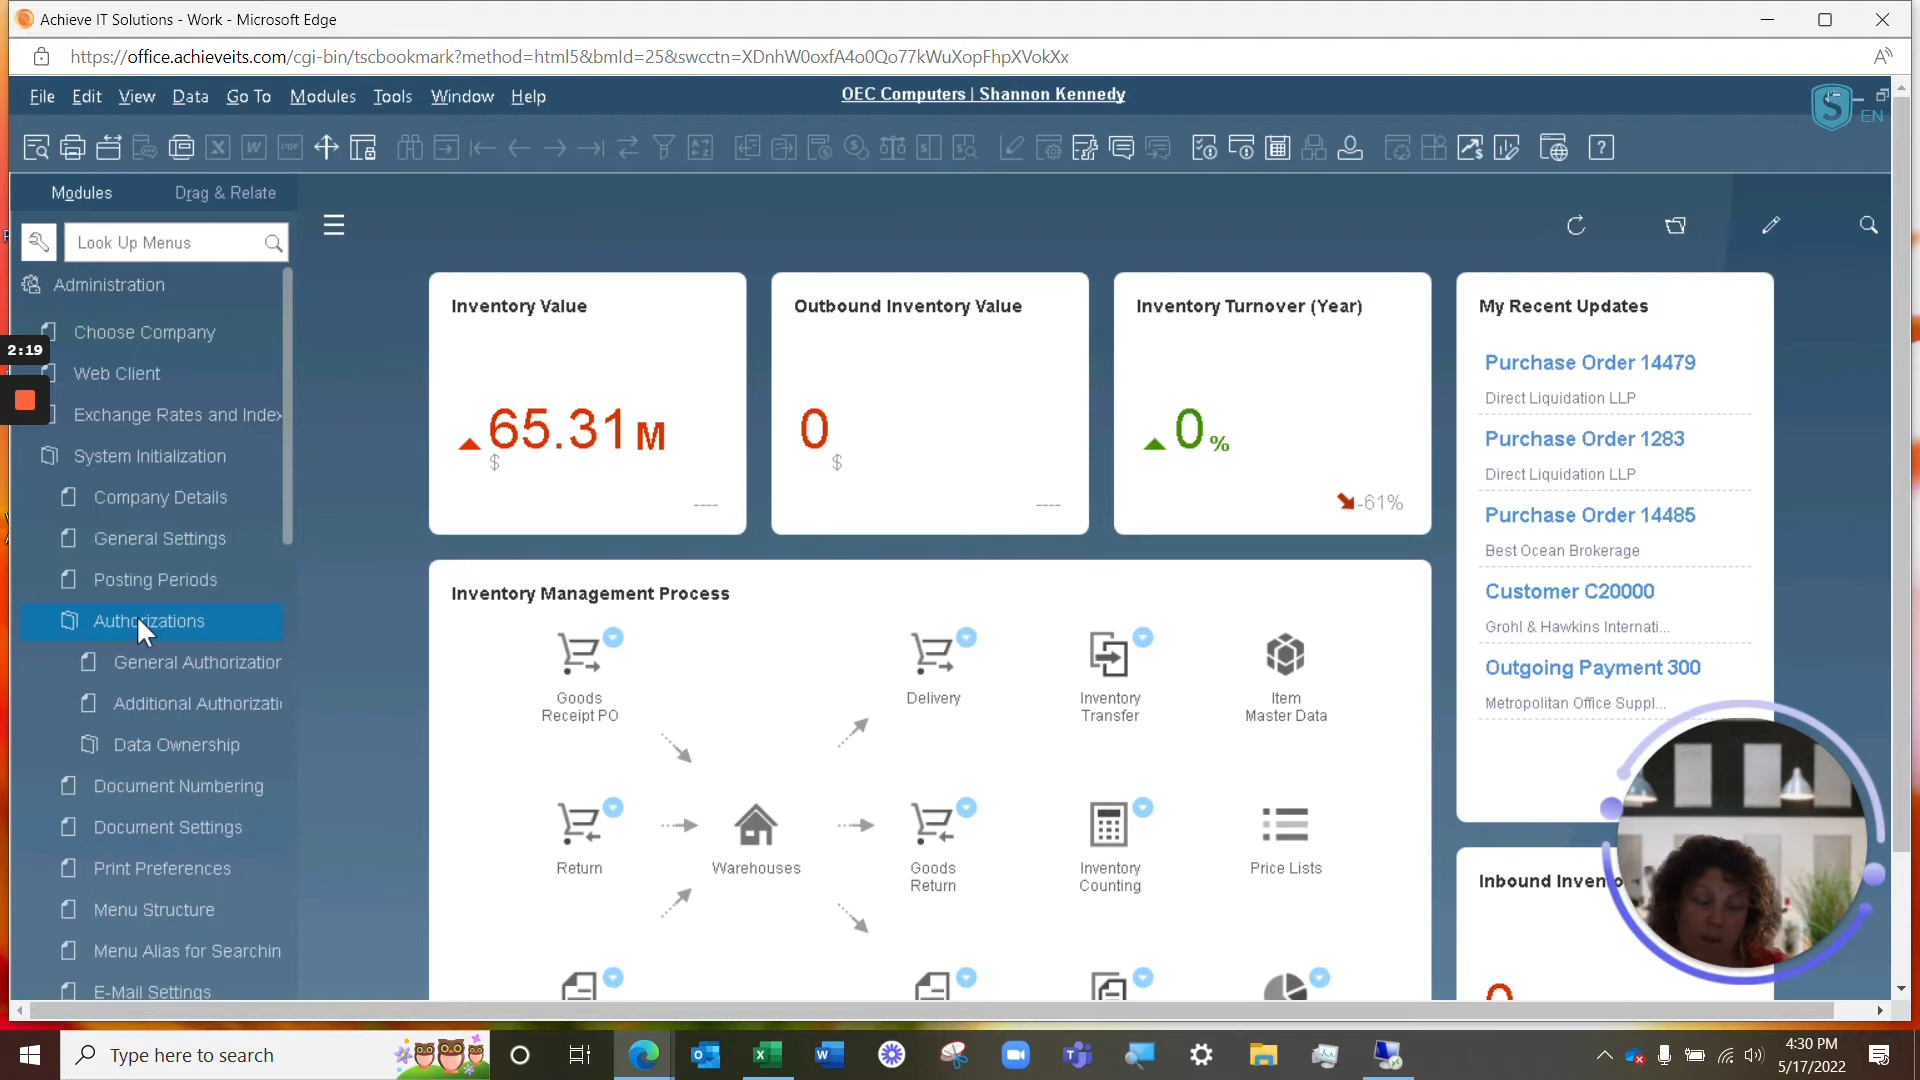 Achieve IT Solutions - Work - Microsoft Edge
https://office.achieveits.com/cgi-bin/tscbookmark?method=html5&bmId=25&swcctn=XDnhW0oxfA4o0Qo77kWuXopFhpXVokXx
File Edit View Data Go To Modules Tools Window Help
OEC Computers | Shannon Kennedy
EN
Modules Drag & Relate
Look Up Menus
Administration
Choose Company
2:19
Web Client
Exchange Rates and Index
System Initialization
Company Details
General Settings
Posting Periods
Authorizations
General Authorization
Additional Authorizati
Data Ownership
Document Numbering
Document Settings
Print Preferences
Menu Structure
Menu Alias for Searchin
E-Mail Settings
Inventory Value
65.31 M
$
----
Outbound Inventory Value
0
$
----
Inventory Turnover (Year)
0 %
-61%
My Recent Updates
Purchase Order 14479
Direct Liquidation LLP
Purchase Order 1283
Direct Liquidation LLP
Purchase Order 14485
Best Ocean Brokerage
Customer C20000
Grohl & Hawkins Internati...
Outgoing Payment 300
Metropolitan Office Suppl...
Inventory Management Process
Goods
Receipt PO
Delivery
Inventory
Transfer
Item
Master Data
Return
Warehouses
Goods
Return
Inventory
Counting
Price Lists
Inbound Invento
0
Type here to search
4:30 PM
5/17/2022